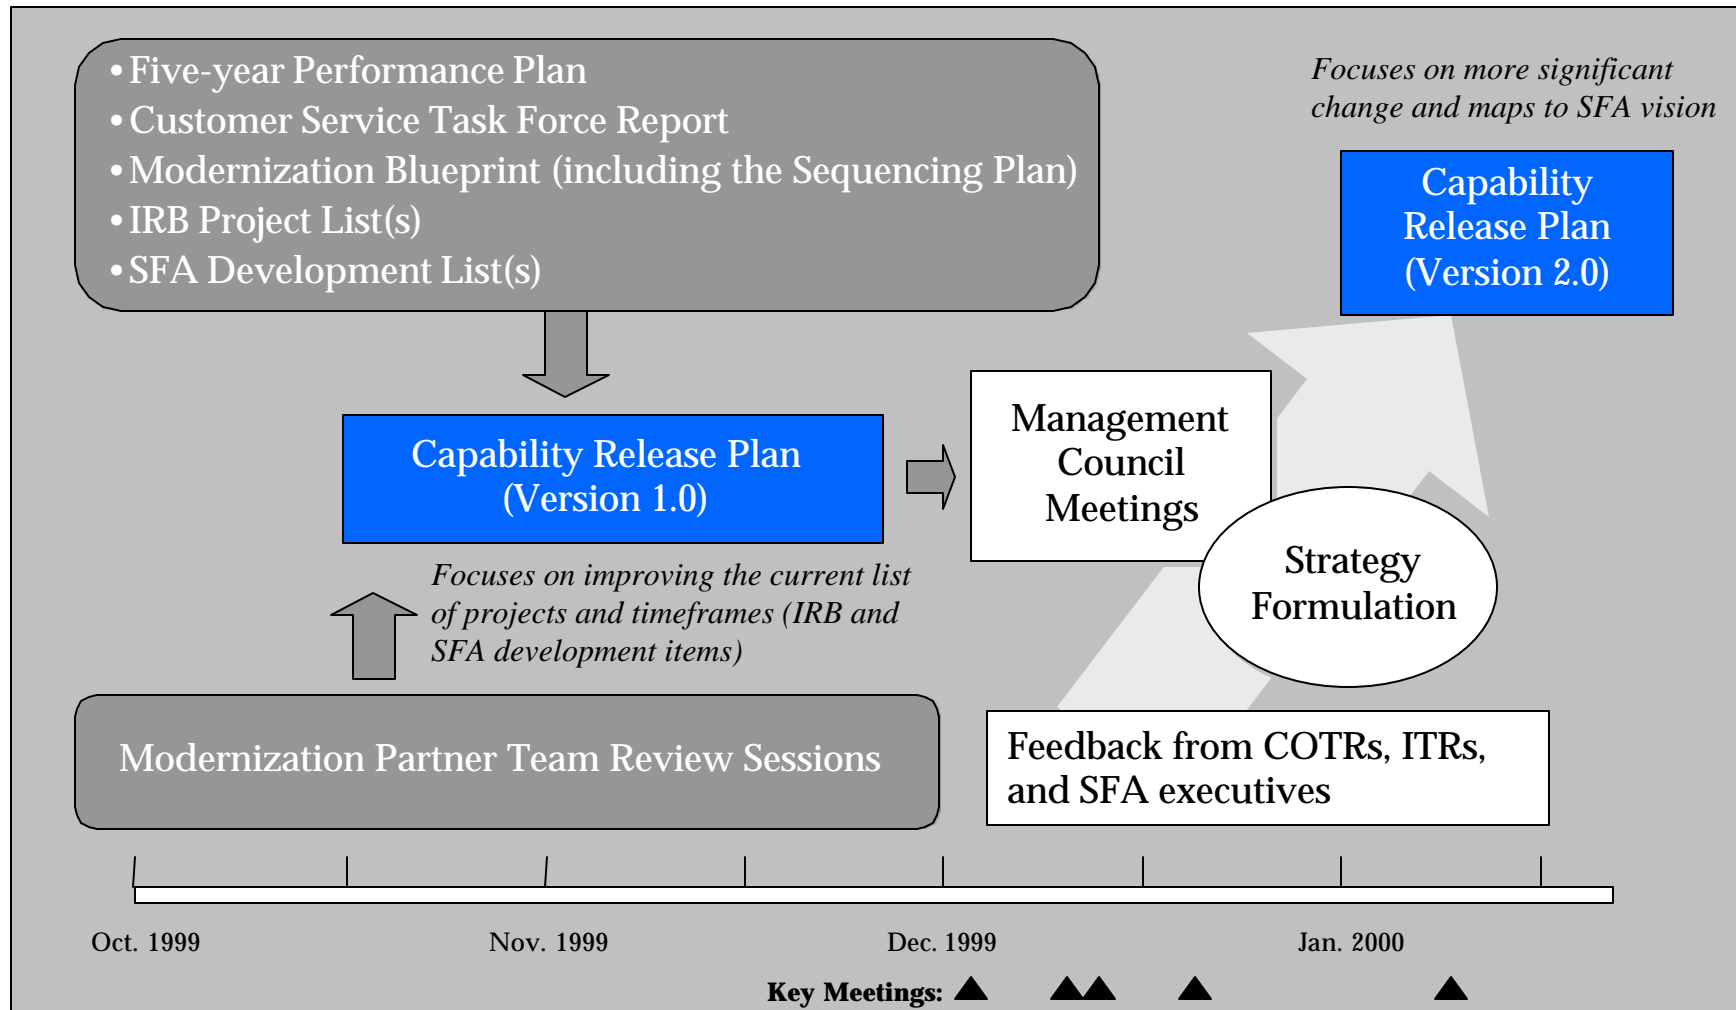 • Five-year Performance Plan
• Customer Service Task Force Report
• Modernization Blueprint (including the Sequencing Plan)
• IRB Project List(s)
• SFA Development List(s)
Focuses on more significant
change and maps to SFA vision
Capability
Release Plan
(Version 2.0)
Capability Release Plan
(Version 1.0)
Management
Council
Meetings
Focuses on improving the current list
of projects and timeframes (IRB and
SFA development items)
Strategy
Formulation
Modernization Partner Team Review Sessions
Feedback from COTRs, ITRs,
and SFA executives
Oct. 1999
Nov. 1999
Dec. 1999
Jan. 2000
Key Meetings: